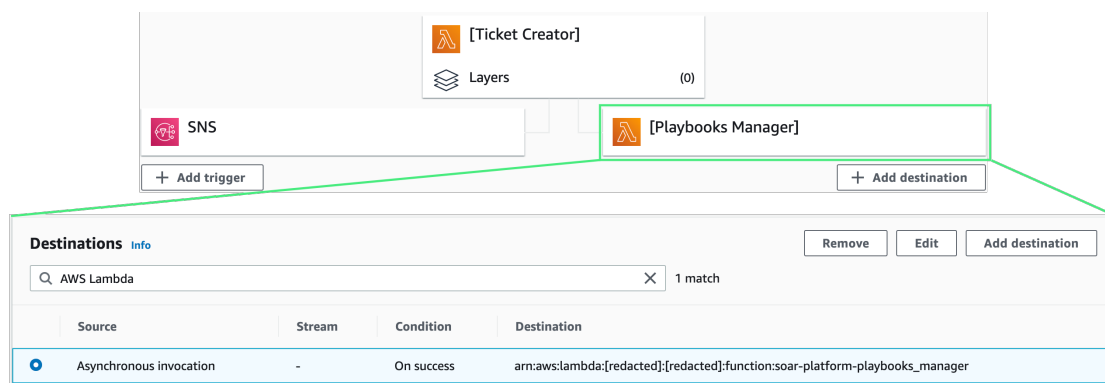 [Ticket Creator]
Layers (0)
SNS [Playbooks Manager]
+ Add trigger + Add destination
Destinations Info Remove Edit Add destination
AWS Lambda 1 match
Source Stream Condition Destination
Asynchronous invocation - On success arn:aws:lambda:[redacted]:[redacted]:function:soar-platform-playbooks_manager